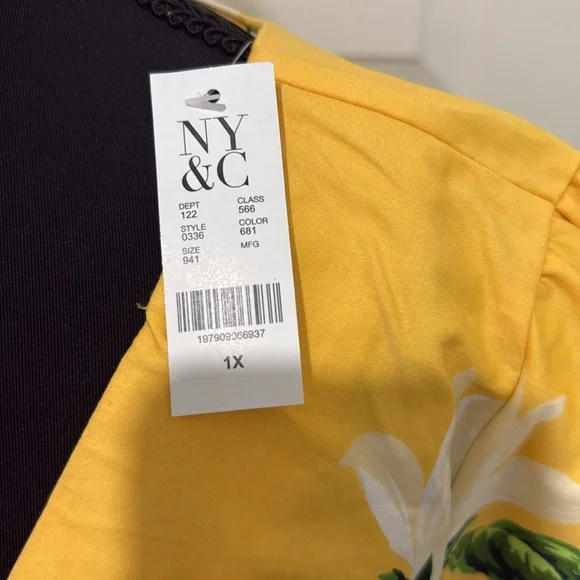 NY
&C
DEPT CLASS
122 566
STYLE COLOR
0336 681
SIZE MFG
941
197909066937
1X